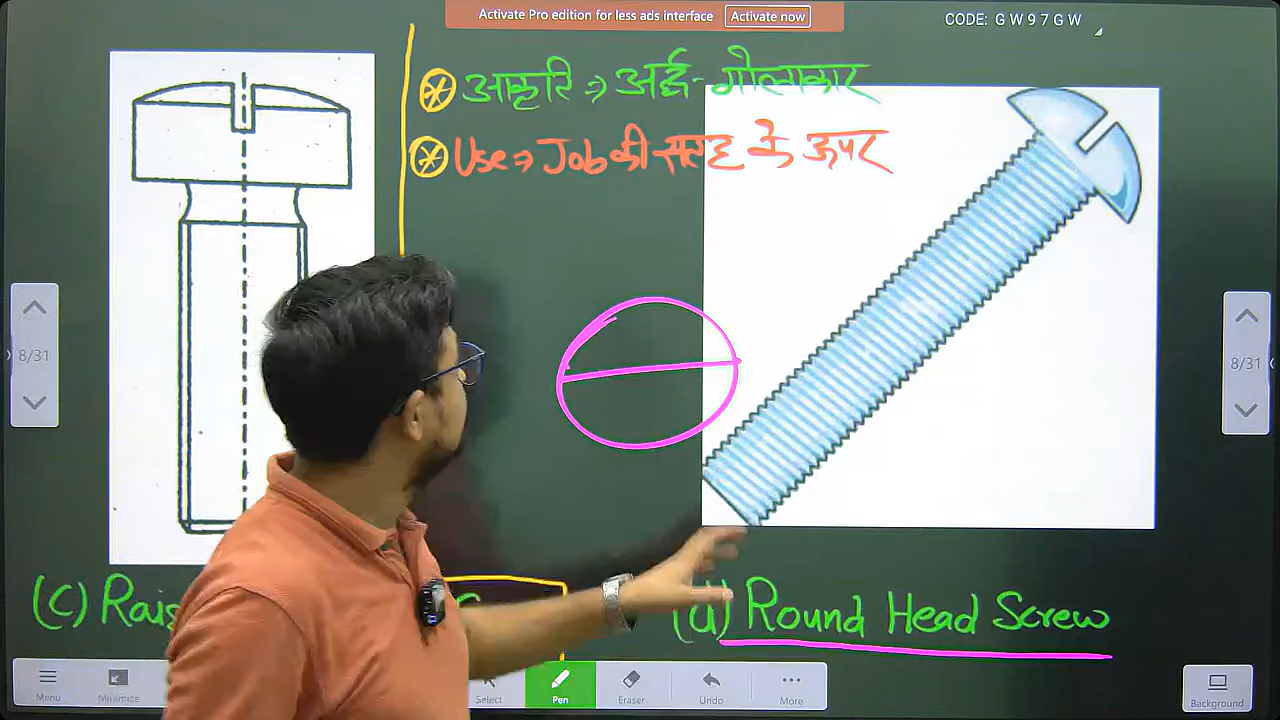 Activate Pro edition for less ads interface Activate now
CODE: G W 9 7 G W
आकृति ⇒ अर्द्ध-गोलाकार
Use ⇒ Job की सतह के ऊपर
8/31
8/31
(C) Rais
(d) Round Head Screw
Menu
Minimize
Select
Pen
Eraser
Undo
More
Background